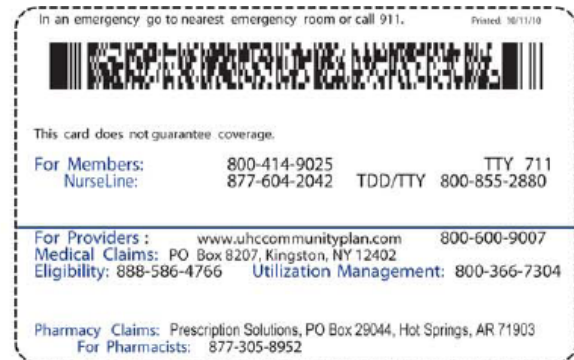 In an emergency go to nearest emergency room or call 911. Printed: 10/11/10
This card does not guarantee coverage.
For Members: 800-414-9025 TTY 711
NurseLine: 877-604-2042 TDD/TTY 800-855-2880
For Providers : www.uhccommunityplan.com 800-600-9007
Medical Claims: PO Box 8207, Kingston, NY 12402
Eligibility: 888-586-4766 Utilization Management: 800-366-7304
Pharmacy Claims: Prescription Solutions, PO Box 29044, Hot Springs, AR 71903
For Pharmacists: 877-305-8952